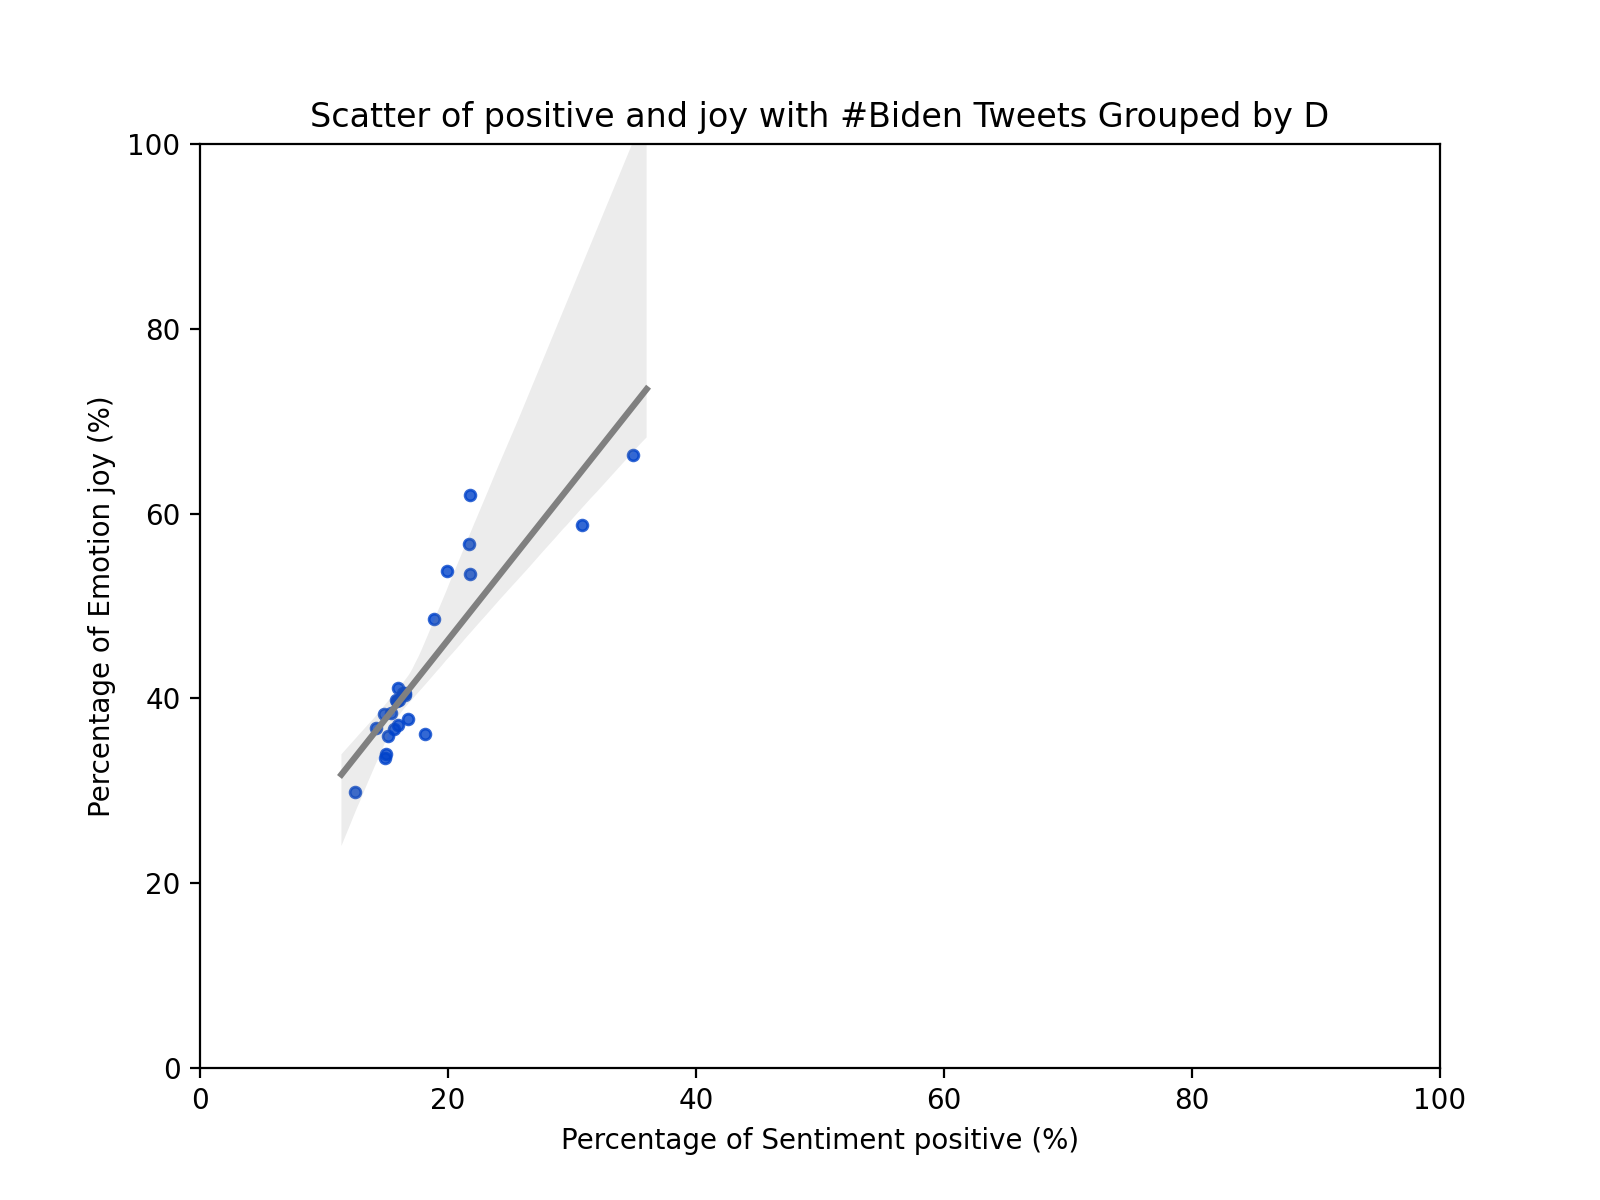 Scatter of positive and joy with #Biden Tweets Grouped by D
100
80
60
40
20
0
Percentage of Emotion joy (%)
0 20 40 60 80 100
Percentage of Sentiment positive (%)